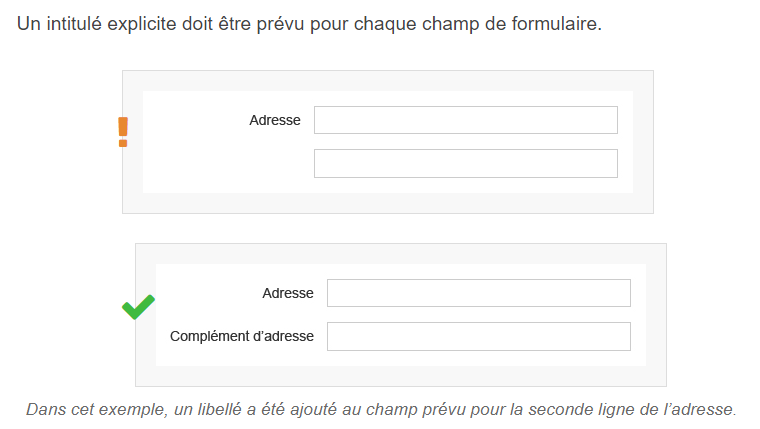 Un intitulé explicite doit être prévu pour chaque champ de formulaire.
Adresse
Adresse
Complément d’adresse
Dans cet exemple, un libellé a été ajouté au champ prévu pour la seconde ligne de l’adresse.